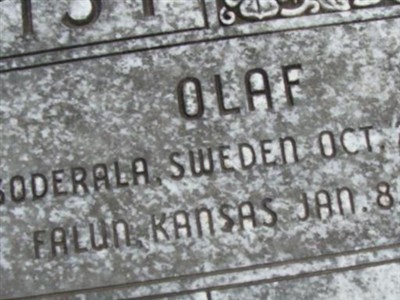 OLAF
SODERALA, SWEDEN OCT.
FALUN, KANSAS JAN. 8